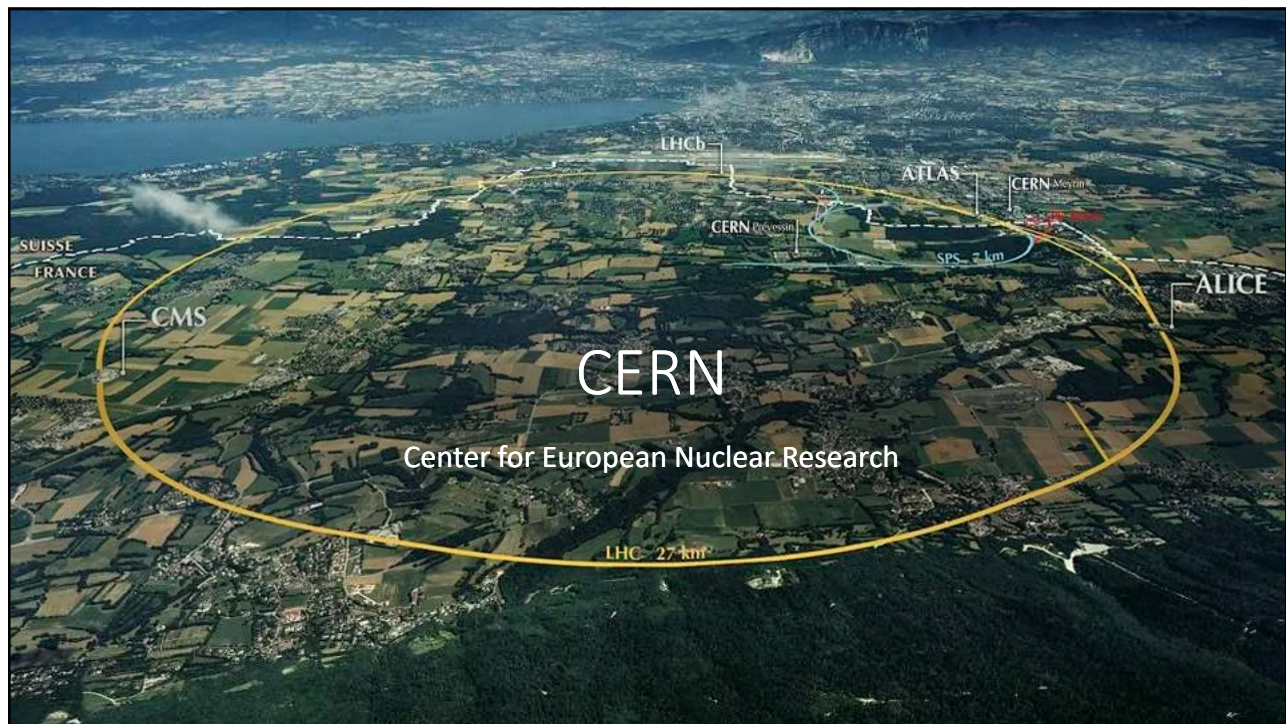 LHCb
ATLAS
CERN Meyrin
CERN Prévessin
SUISSE
FRANCE
SPS 7 km
ALICE
CMS
CERN
Center for European Nuclear Research
LHC 27 km